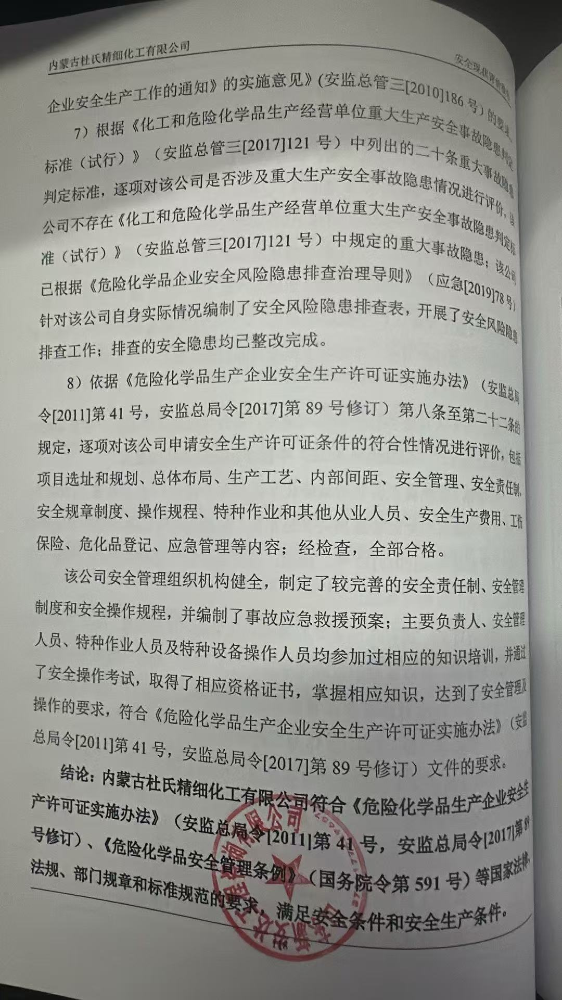 内蒙古杜氏精细化工有限公司
安全现状评价报告
企业安全生产工作的通知》的实施意见》(安监总管三[2010]186 号）的要求。
7）根据《化工和危险化学品生产经营单位重大生产安全事故隐患判定
标准（试行）》（安监总管三[2017]121 号）中列出的二十条重大事故隐患
判定标准，逐项对该公司是否涉及重大生产安全事故隐患情况进行评价，该
公司不存在《化工和危险化学品生产经营单位重大生产安全事故隐患判定标
准（试行）》（安监总管三[2017]121 号）中规定的重大事故隐患；该公司
已根据《危险化学品企业安全风险隐患排查治理导则》（应急[2019]78 号）
针对该公司自身实际情况编制了安全风险隐患排查表，开展了安全风险隐患
排查工作；排查的安全隐患均已整改完成。
8）依据《危险化学品生产企业安全生产许可证实施办法》（安监总局
令[2011]第 41 号，安监总局令[2017]第 89 号修订）第八条至第二十二条的
规定，逐项对该公司申请安全生产许可证条件的符合性情况进行评价，包括
项目选址和规划、总体布局、生产工艺、内部间距、安全管理、安全责任制、
安全规章制度、操作规程、特种作业和其他从业人员、安全生产费用、工伤
保险、危化品登记、应急管理等内容；经检查，全部合格。
该公司安全管理组织机构健全，制定了较完善的安全责任制、安全管理
制度和安全操作规程，并编制了事故应急救援预案；主要负责人、安全管理
人员、特种作业人员及特种设备操作人员均参加过相应的知识培训，并通过
了安全操作考试，取得了相应资格证书，掌握相应知识，达到了安全管理及
操作的要求，符合《危险化学品生产企业安全生产许可证实施办法》（安监
总局令[2011]第 41 号，安监总局令[2017]第 89 号修订）文件的要求。
结论：内蒙古杜氏精细化工有限公司符合《危险化学品生产企业安全生
产许可证实施办法》（安监总局令[2011]第 41 号，安监总局令[2017]第 89
号修订）、《危险化学品安全管理条例》（国务院令第 591 号）等国家法律、
法规、部门规章和标准规范的要求，满足安全条件和安全生产条件。